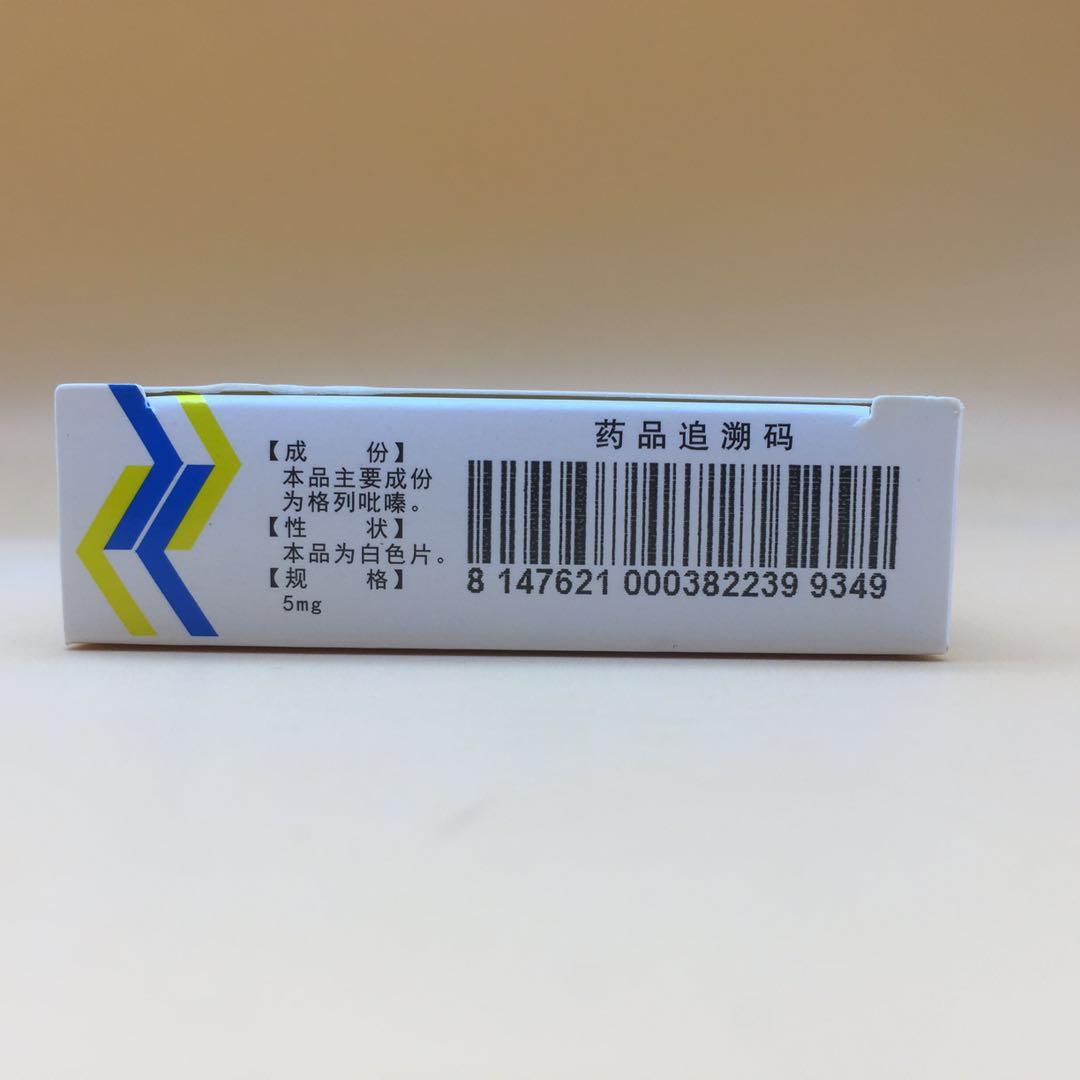 【成　　份】
本品主要成份
为格列吡嗪。
【性　　状】
本品为白色片。
【规　　格】
5mg
药品追溯码
8 147621 000382239 9349